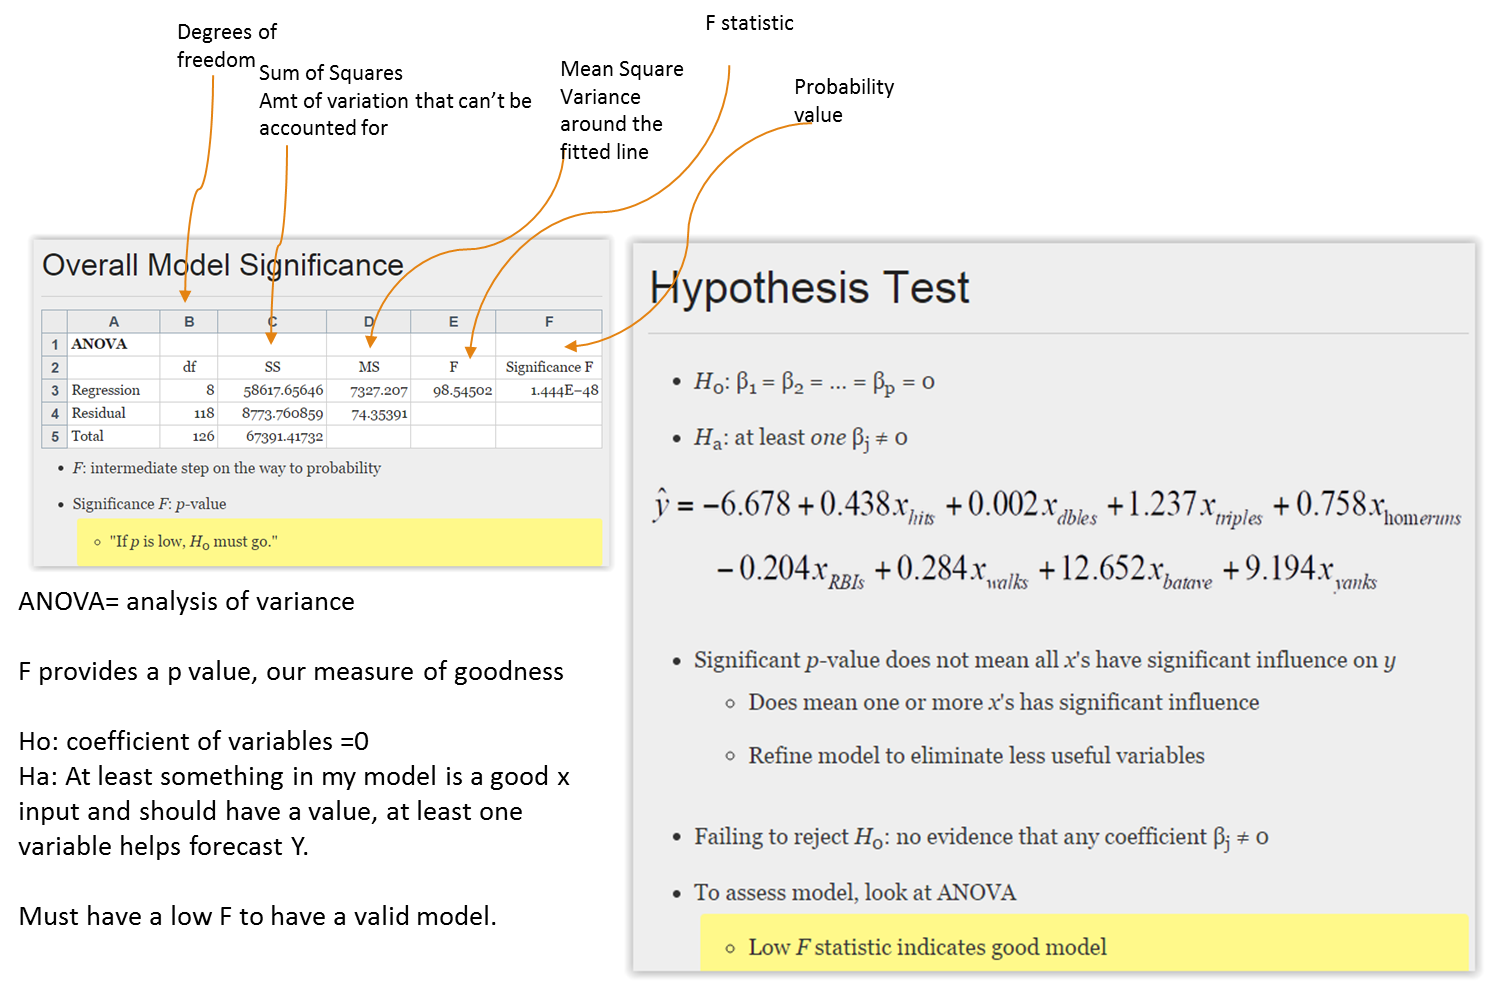 Degrees of
freedom
Sum of Squares
Amt of variation that can’t be
accounted for
Mean Square
Variance
around the
fitted line
F statistic
Probability
value
Overall Model Significance
A B C D E F
1 ANOVA
2 df SS MS F Significance F
3 Regression 8 58617.65646 7327.207 98.54502 1.444E–48
4 Residual 118 8773.760859 74.35391
5 Total 126 67391.41732
• F: intermediate step on the way to probability
• Significance F: p-value
○ "If p is low, H₀ must go."
ANOVA= analysis of variance
F provides a p value, our measure of goodness
Ho: coefficient of variables =0
Ha: At least something in my model is a good x
input and should have a value, at least one
variable helps forecast Y.
Must have a low F to have a valid model.
Hypothesis Test
• H₀: β₁ = β₂ = ... = βₚ = 0
• Hₐ: at least one βⱼ ≠ 0
ŷ = −6.678 + 0.438x_hits + 0.002x_dbles + 1.237x_triples + 0.758x_homeruns
− 0.204x_RBIs + 0.284x_walks + 12.652x_batave + 9.194x_yanks
• Significant p-value does not mean all x's have significant influence on y
○ Does mean one or more x's has significant influence
○ Refine model to eliminate less useful variables
• Failing to reject H₀: no evidence that any coefficient βⱼ ≠ 0
• To assess model, look at ANOVA
○ Low F statistic indicates good model